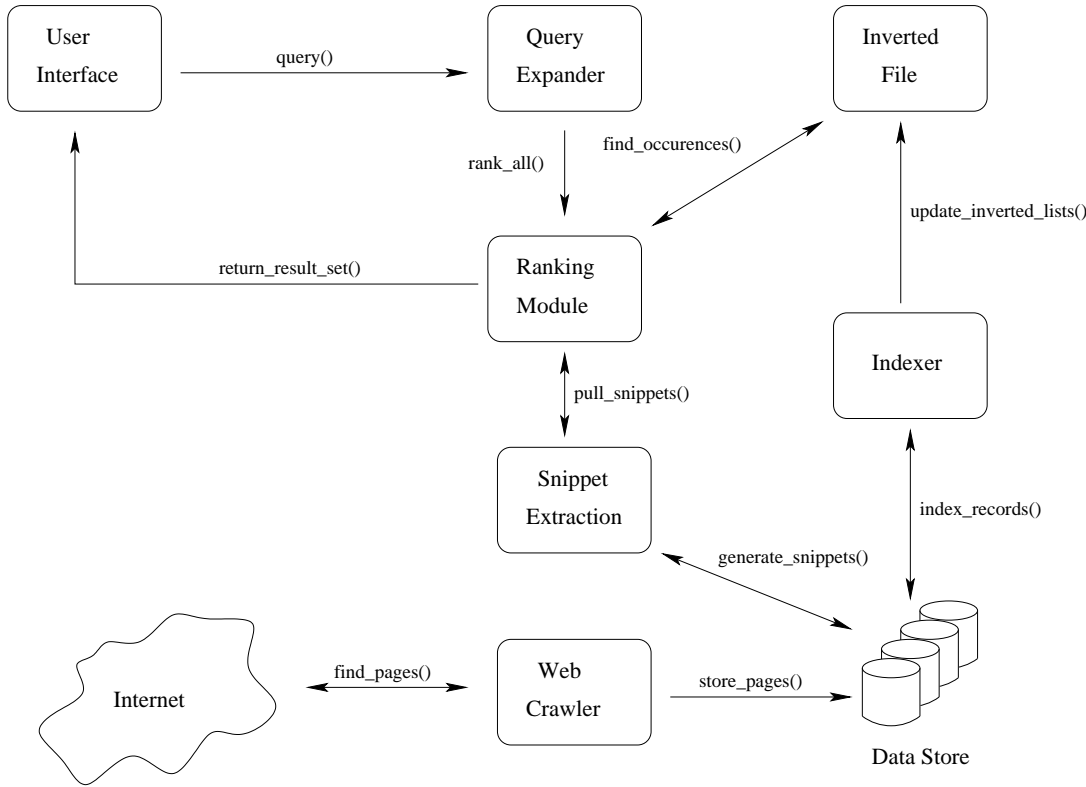 User
Interface
query()
Query
Expander
Inverted
File
rank_all()
find_occurences()
update_inverted_lists()
return_result_set()
Ranking
Module
Indexer
pull_snippets()
Snippet
Extraction
index_records()
generate_snippets()
Internet
find_pages()
Web
Crawler
store_pages()
Data Store